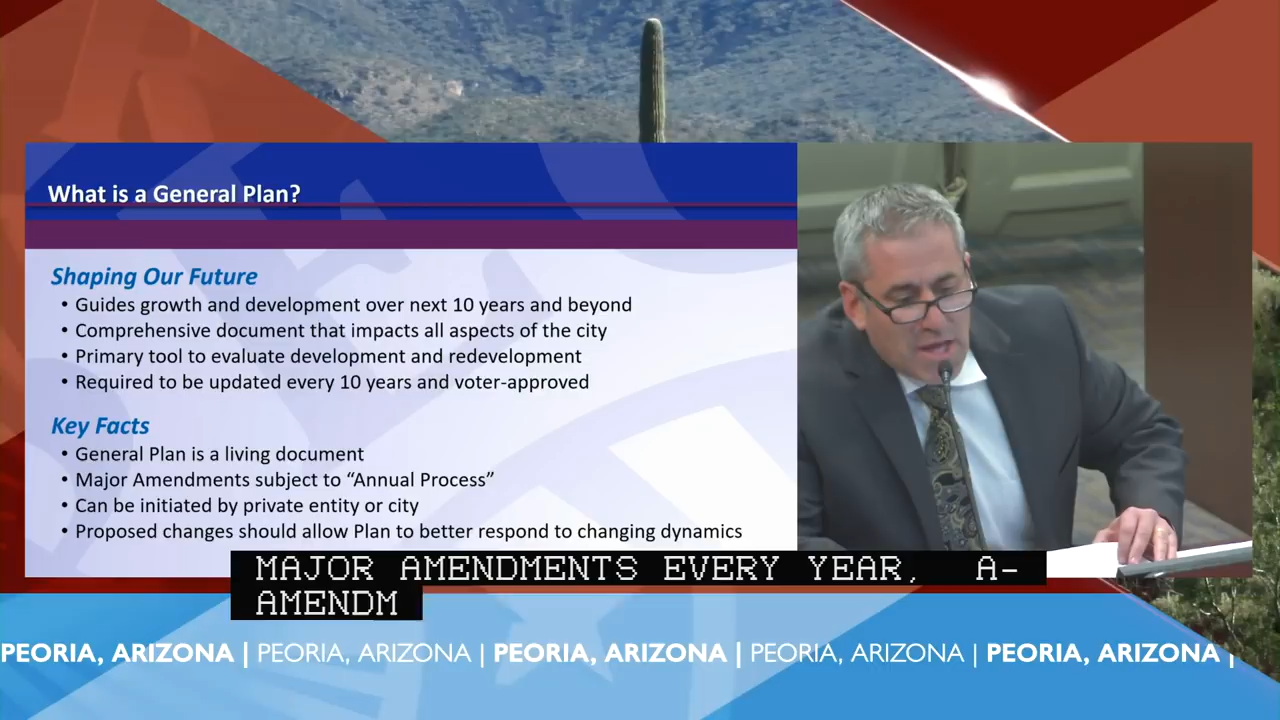 What is a General Plan?
Shaping Our Future
• Guides growth and development over next 10 years and beyond
• Comprehensive document that impacts all aspects of the city
• Primary tool to evaluate development and redevelopment
• Required to be updated every 10 years and voter-approved
Key Facts
• General Plan is a living document
• Major Amendments subject to “Annual Process”
• Can be initiated by private entity or city
• Proposed changes should allow Plan to better respond to changing dynamics
MAJOR AMENDMENTS EVERY YEAR, A-
AMENDM
PEORIA, ARIZONA | PEORIA, ARIZONA | PEORIA, ARIZONA | PEORIA, ARIZONA | PEORIA, ARIZONA |